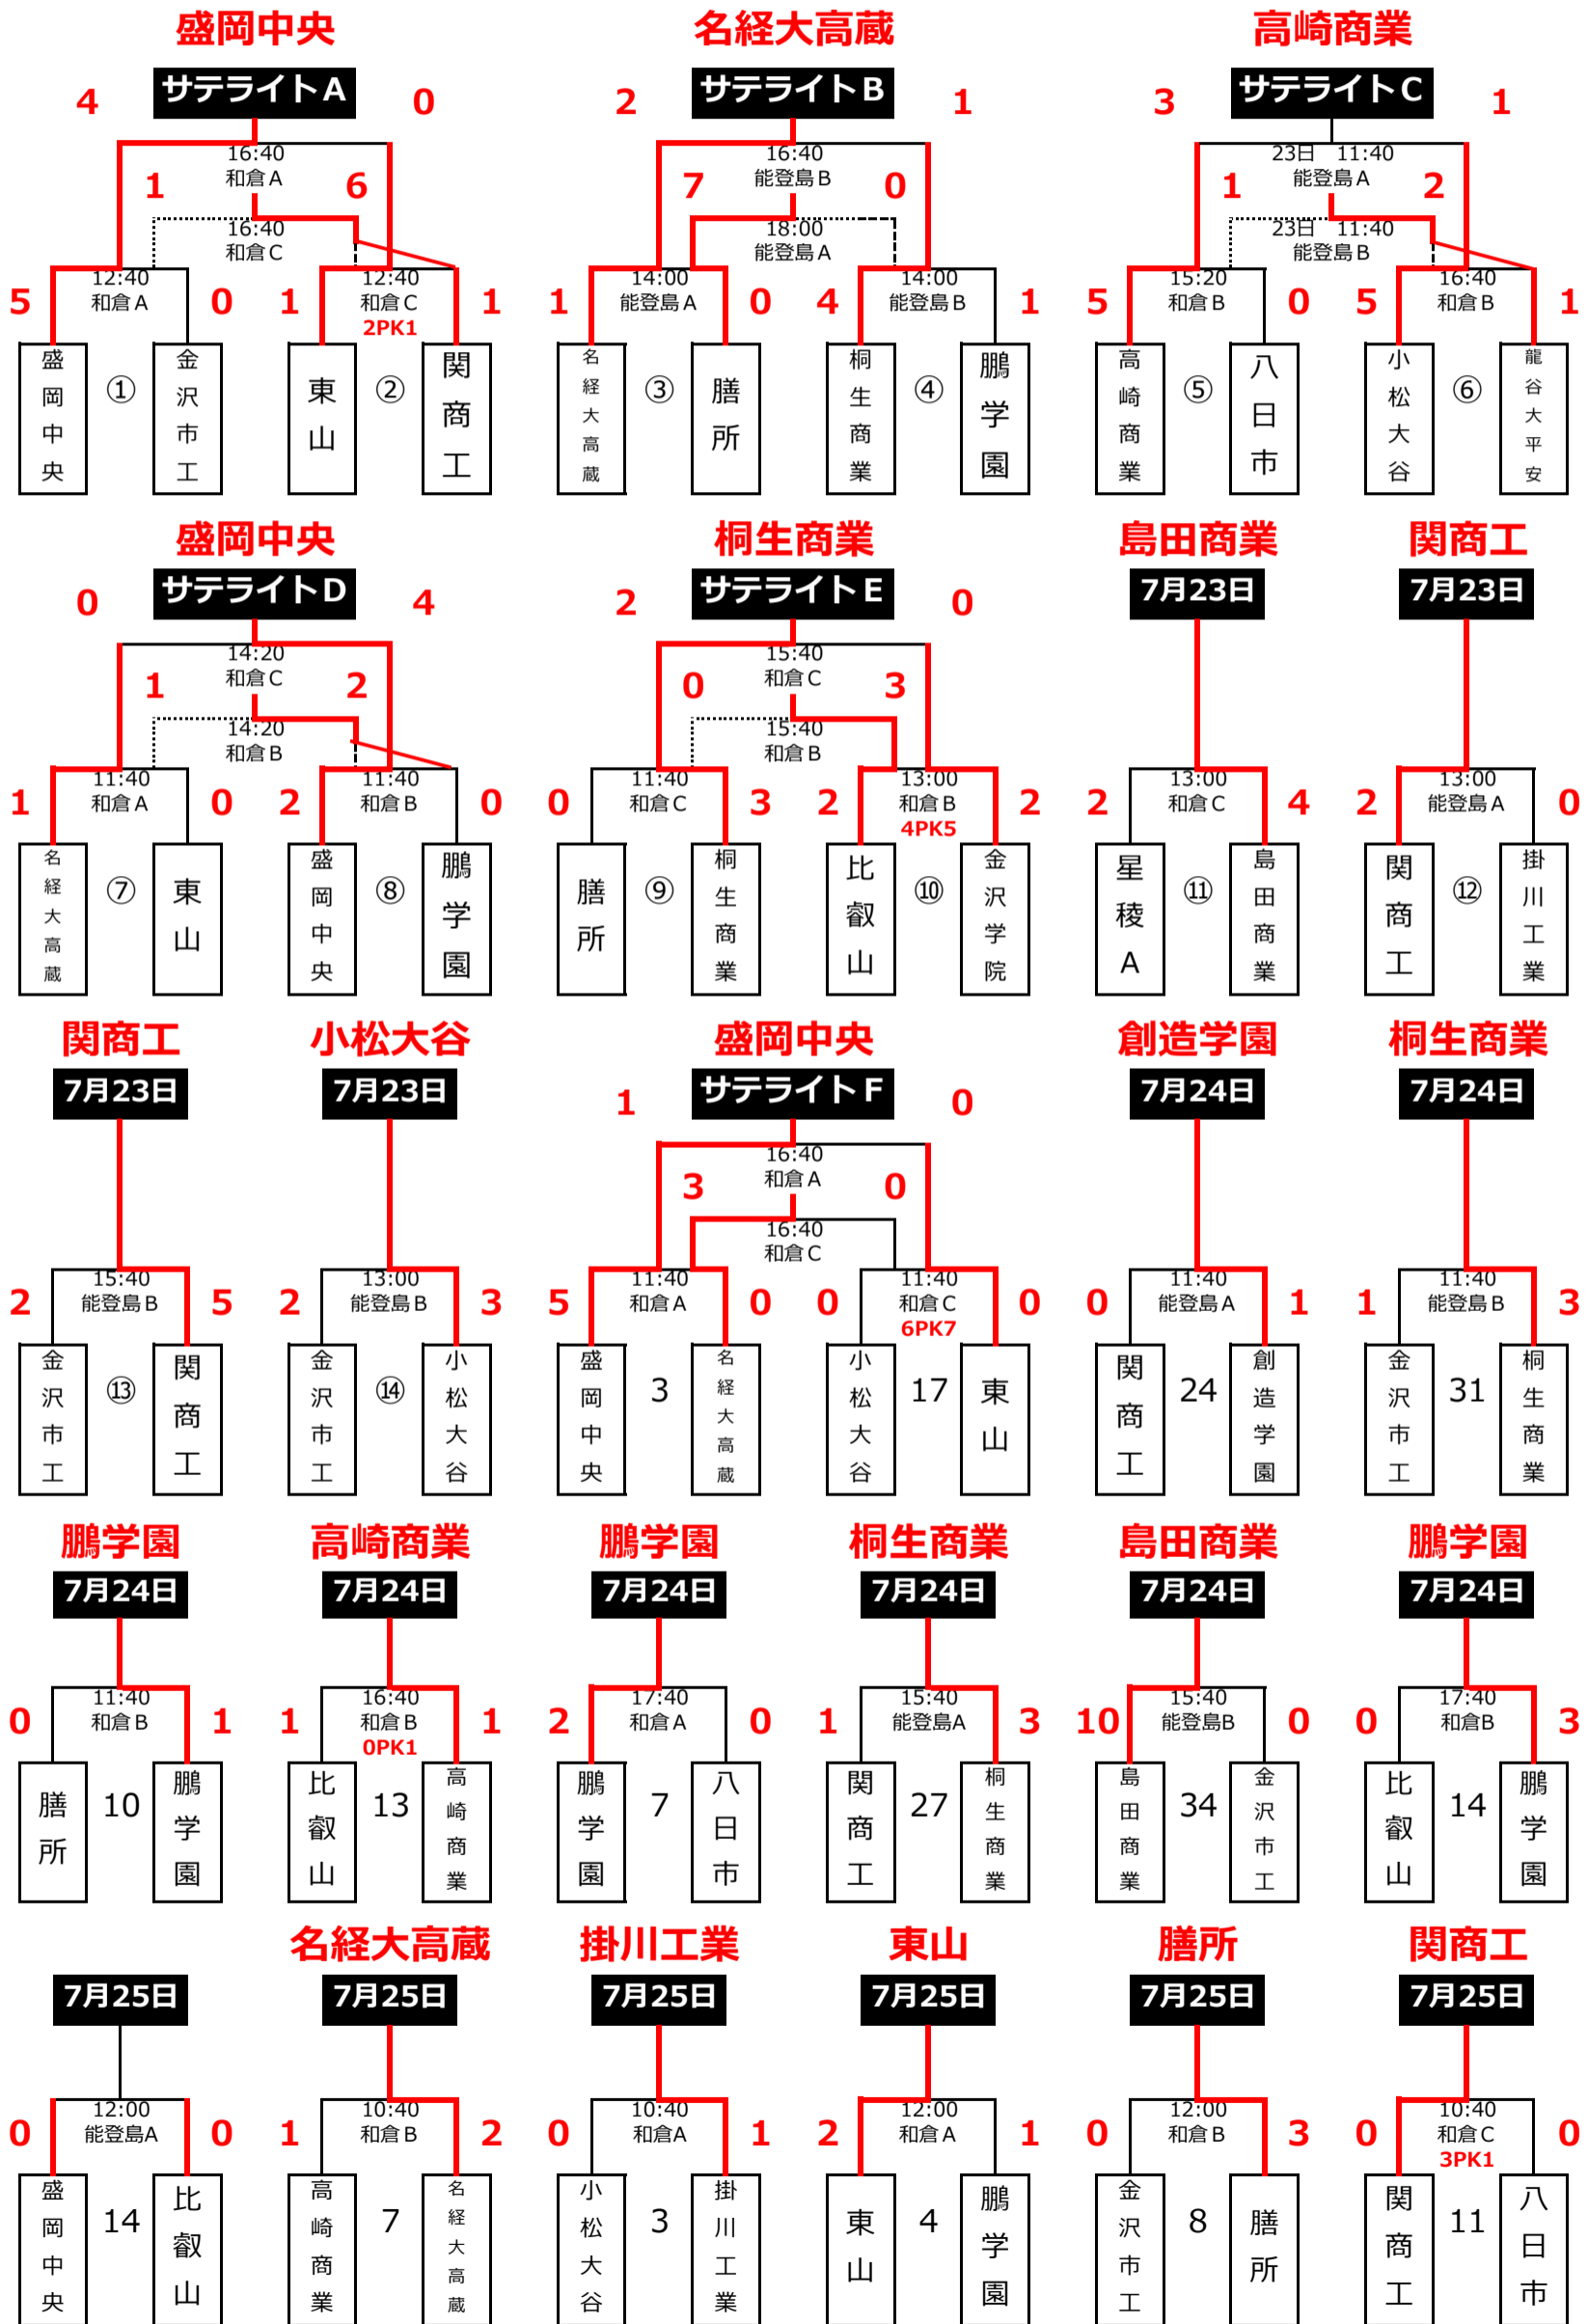 盛岡中央 名経大高蔵 高崎商業
4 サテライトA 0 2 サテライトB 1 3 サテライトC 1
16:40 16:40 23日 11:40
和倉A 能登島B 能登島A
1 6 7 0 1 2
16:40 18:00 23日 11:40
和倉C 能登島A 能登島B
12:40 12:40 14:00 14:00 15:20 16:40
5 和倉A 0 1 和倉C 1 1 能登島A 0 4 能登島B 1 5 和倉B 0 5 和倉B 1
2PK1
盛岡中央 ① 金沢市工 東山 ② 関商工 名経大高蔵 ③ 膳所 桐生商業 ④ 鵬学園 高崎商業 ⑤ 八日市 小松大谷 ⑥ 龍谷大平安
盛岡中央 桐生商業 島田商業 関商工
0 サテライトD 4 2 サテライトE 0 7月23日 7月23日
14:20 15:40
和倉C 和倉C
1 2 0 3
14:20 15:40
和倉B 和倉B
11:40 11:40 11:40 13:00 13:00 13:00
1 和倉A 0 2 和倉B 0 0 和倉C 3 2 和倉B 2 2 和倉C 4 2 能登島A 0
4PK5
名経大高蔵 ⑦ 東山 盛岡中央 ⑧ 鵬学園 膳所 ⑨ 桐生商業 比叡山 ⑩ 金沢学院 星稜A ⑪ 島田商業 関商工 ⑫ 掛川工業
関商工 小松大谷 盛岡中央 創造学園 桐生商業
7月23日 7月23日 1 サテライトF 0 7月24日 7月24日
16:40
和倉A
3 0
16:40
和倉C
15:40 13:00 11:40 11:40 11:40 11:40
2 能登島B 5 2 能登島B 3 5 和倉A 0 0 和倉C 0 0 能登島A 1 1 能登島B 3
6PK7
金沢市工 ⑬ 関商工 金沢市工 ⑭ 小松大谷 盛岡中央 3 名経大高蔵 小松大谷 17 東山 関商工 24 創造学園 金沢市工 31 桐生商業
鵬学園 高崎商業 鵬学園 桐生商業 島田商業 鵬学園
7月24日 7月24日 7月24日 7月24日 7月24日 7月24日
11:40 16:40 17:40 15:40 15:40 17:40
0 和倉B 1 1 和倉B 1 2 和倉A 0 1 能登島A 3 10 能登島B 0 0 和倉B 3
0PK1
膳所 10 鵬学園 比叡山 13 高崎商業 鵬学園 7 八日市 関商工 27 桐生商業 島田商業 34 金沢市工 比叡山 14 鵬学園
名経大高蔵 掛川工業 東山 膳所 関商工
7月25日 7月25日 7月25日 7月25日 7月25日 7月25日
12:00 10:40 10:40 12:00 12:00 10:40
0 能登島A 0 1 和倉B 2 0 和倉A 1 2 和倉A 1 0 和倉B 3 0 和倉C 0
3PK1
盛岡中央 14 比叡山 高崎商業 7 名経大高蔵 小松大谷 3 掛川工業 東山 4 鵬学園 金沢市工 8 膳所 関商工 11 八日市